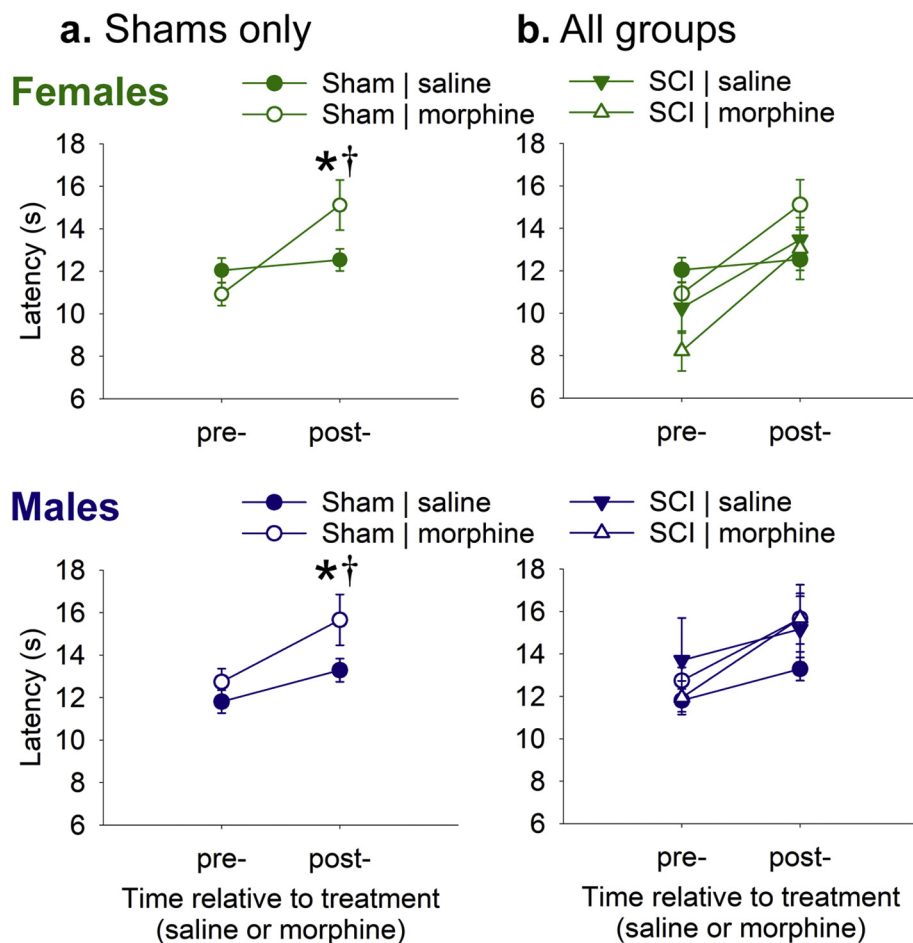 a. Shams only
b. All groups
Females
Sham | saline
Sham | morphine
SCI | saline
SCI | morphine
18
16
14
12
10
8
6
Latency (s)
*†
pre-
post-
18
16
14
12
10
8
6
pre-
post-
Males
Sham | saline
Sham | morphine
SCI | saline
SCI | morphine
18
16
14
12
10
8
6
Latency (s)
*†
pre-
post-
Time relative to treatment
(saline or morphine)
18
16
14
12
10
8
6
pre-
post-
Time relative to treatment
(saline or morphine)